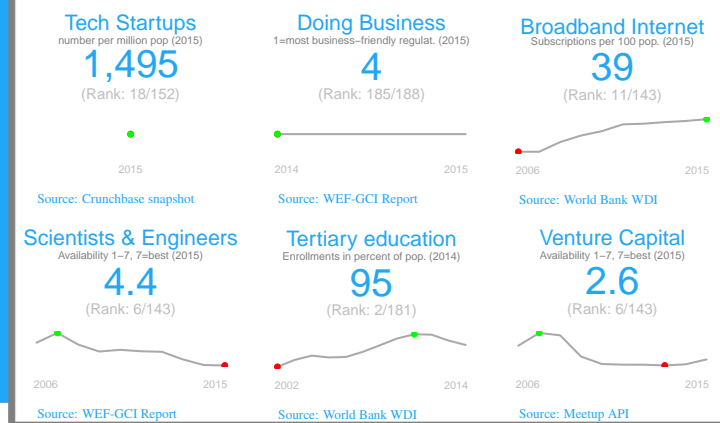 Tech Startups
number per million pop (2015)
1,495
(Rank: 18/152)
2015
Source: Crunchbase snapshot
Doing Business
1=most business−friendly regulat. (2015)
4
(Rank: 185/188)
2014 2015
Source: WEF-GCI Report
Broadband Internet
Subscriptions per 100 pop. (2015)
39
(Rank: 11/143)
2006 2015
Source: World Bank WDI
Scientists & Engineers
Availability 1−7, 7=best (2015)
4.4
(Rank: 6/143)
2006 2015
Source: WEF-GCI Report
Tertiary education
Enrollments in percent of pop. (2014)
95
(Rank: 2/181)
2002 2014
Source: World Bank WDI
Venture Capital
Availability 1−7, 7=best (2015)
2.6
(Rank: 6/143)
2006 2015
Source: Meetup API